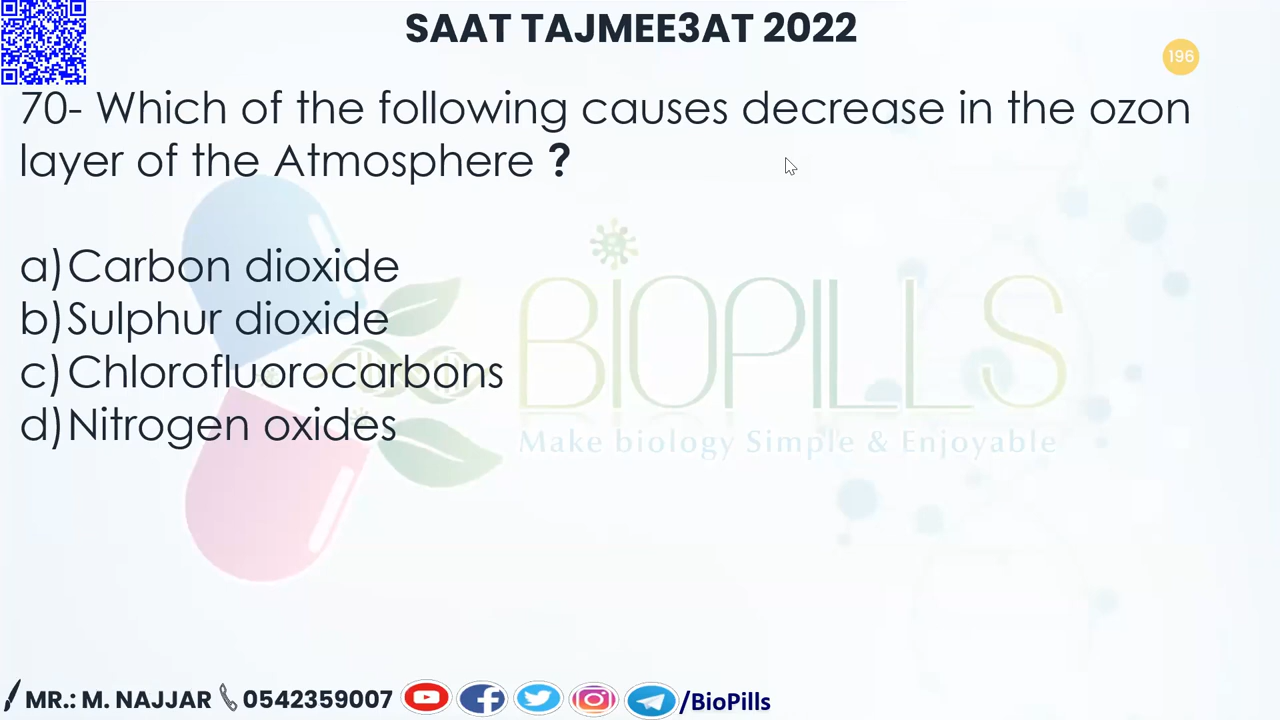 SAAT TAJMEE3AT 2022
196
70- Which of the following causes decrease in the ozon
layer of the Atmosphere ?
a) Carbon dioxide
b) Sulphur dioxide
c) Chlorofluorocarbons
d) Nitrogen oxides
BIOPILLS
Make biology Simple & Enjoyable
MR.: M. NAJJAR 0542359007 /BioPills